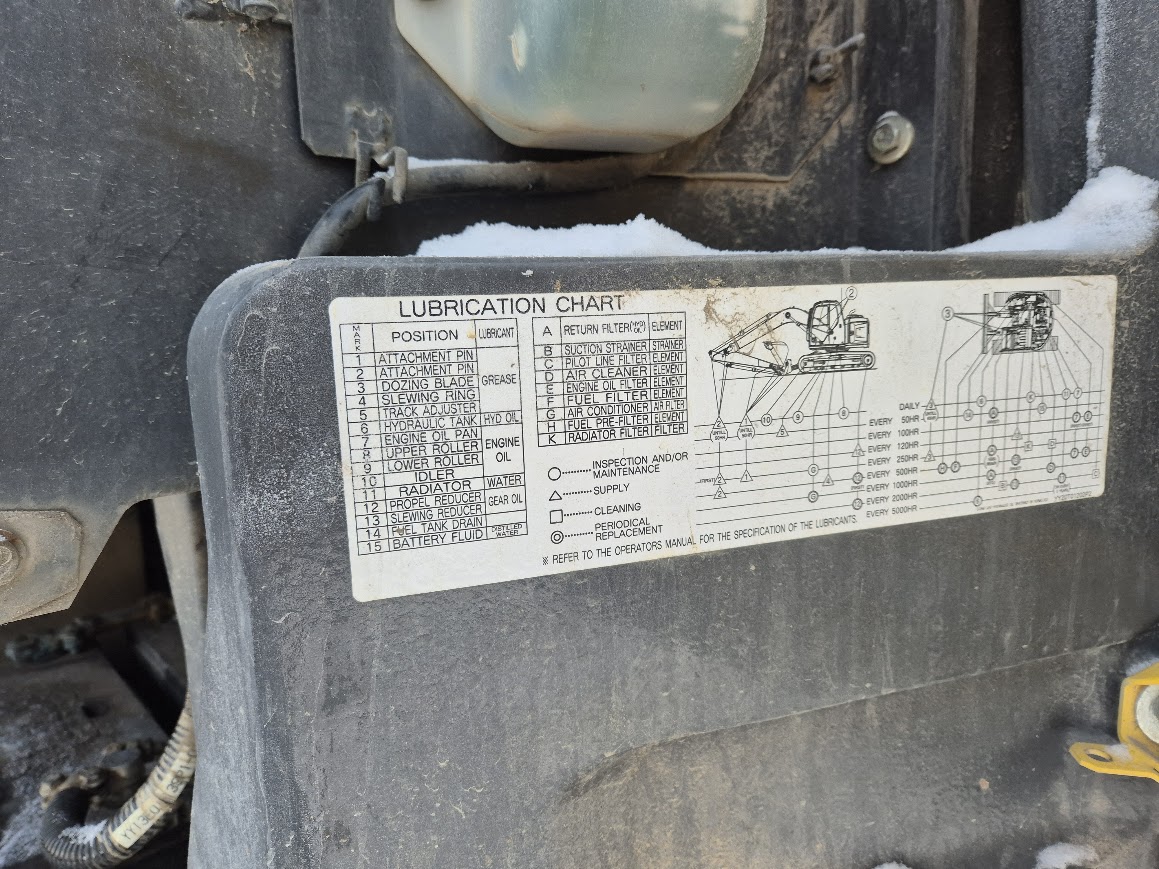 LUBRICATION CHART
MARK POSITION LUBRICANT
1 ATTACHMENT PIN
2 ATTACHMENT PIN
3 DOZING BLADE GREASE
4 SLEWING RING
5 TRACK ADJUSTER
6 HYDRAULIC TANK HYD OIL
7 ENGINE OIL PAN
8 UPPER ROLLER ENGINE OIL
9 LOWER ROLLER
10 IDLER
11 RADIATOR WATER
12 PROPEL REDUCER GEAR OIL
13 SLEWING REDUCER
14 FUEL TANK DRAIN
15 BATTERY FLUID DISTILLED WATER
A RETURN FILTER ELEMENT
B SUCTION STRAINER STRAINER
C PILOT LINE FILTER ELEMENT
D AIR CLEANER ELEMENT
E ENGINE OIL FILTER ELEMENT
F FUEL FILTER ELEMENT
G AIR CONDITIONER AIR FILTER
H FUEL PRE-FILTER ELEMENT
K RADIATOR FILTER FILTER
INSPECTION AND/OR
MAINTENANCE
SUPPLY
CLEANING
PERIODICAL
REPLACEMENT
※ REFER TO THE OPERATORS MANUAL FOR THE SPECIFICATION OF THE LUBRICANTS.
2
3
10 9 8
DAILY
EVERY 50HR
EVERY 100HR
EVERY 120HR
EVERY 250HR
EVERY 500HR
EVERY 1000HR
EVERY 2000HR
EVERY 5000HR